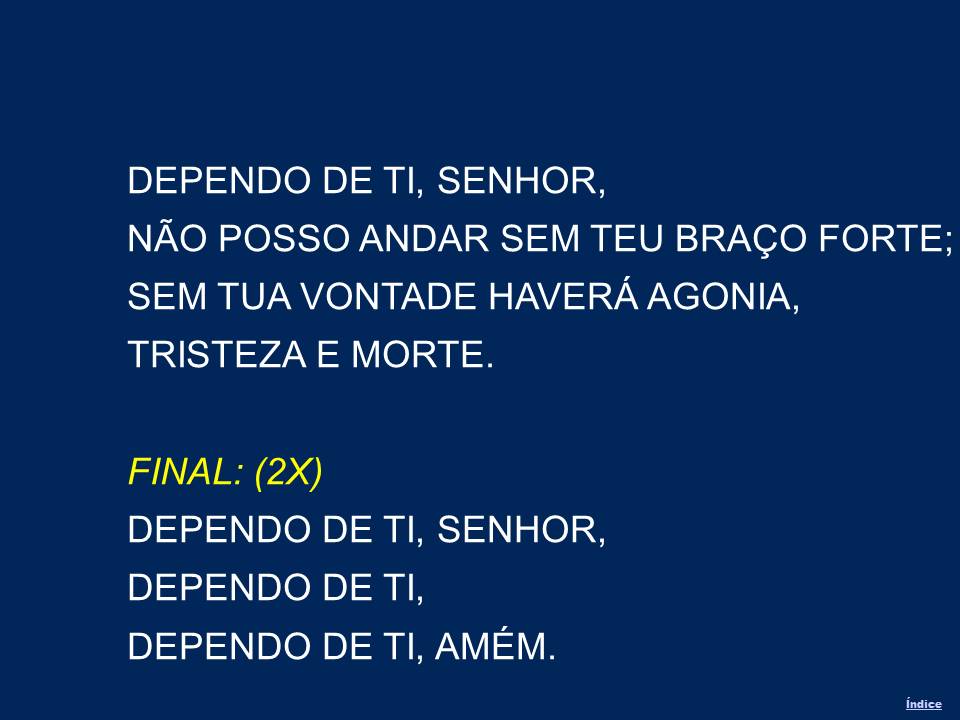 DEPENDO DE TI, SENHOR,
NÃO POSSO ANDAR SEM TEU BRAÇO FORTE;
SEM TUA VONTADE HAVERÁ AGONIA,
TRISTEZA E MORTE.
FINAL: (2X)
DEPENDO DE TI, SENHOR,
DEPENDO DE TI,
DEPENDO DE TI, AMÉM.
Índice